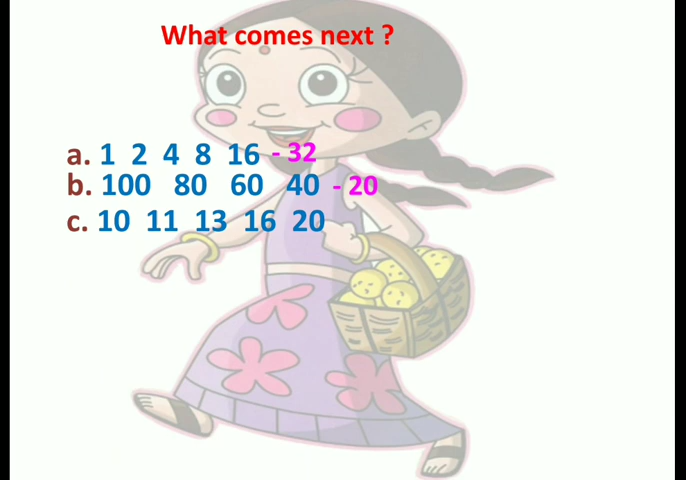 What comes next ?
a. 1 2 4 8 16 - 32
b. 100 80 60 40 - 20
c. 10 11 13 16 20